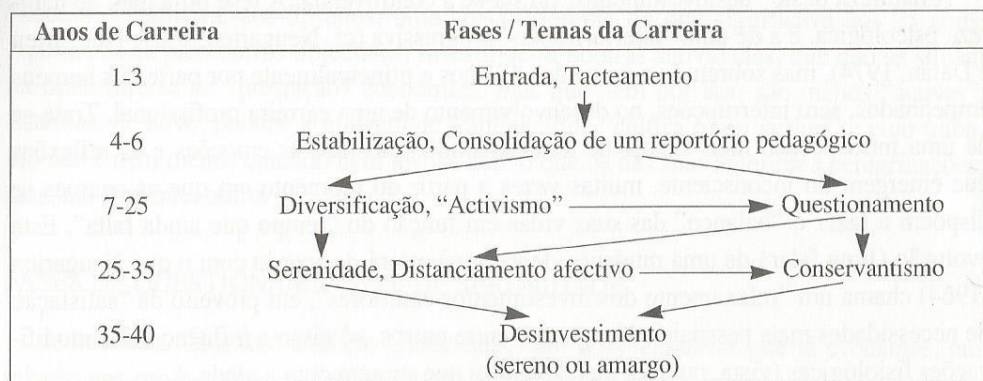 Anos de Carreira Fases / Temas da Carreira
1-3 Entrada, Tacteamento
4-6 Estabilização, Consolidação de um reportório pedagógico
7-25 Diversificação, “Activismo” Questionamento
25-35 Serenidade, Distanciamento afectivo Conservantismo
35-40 Desinvestimento
(sereno ou amargo)